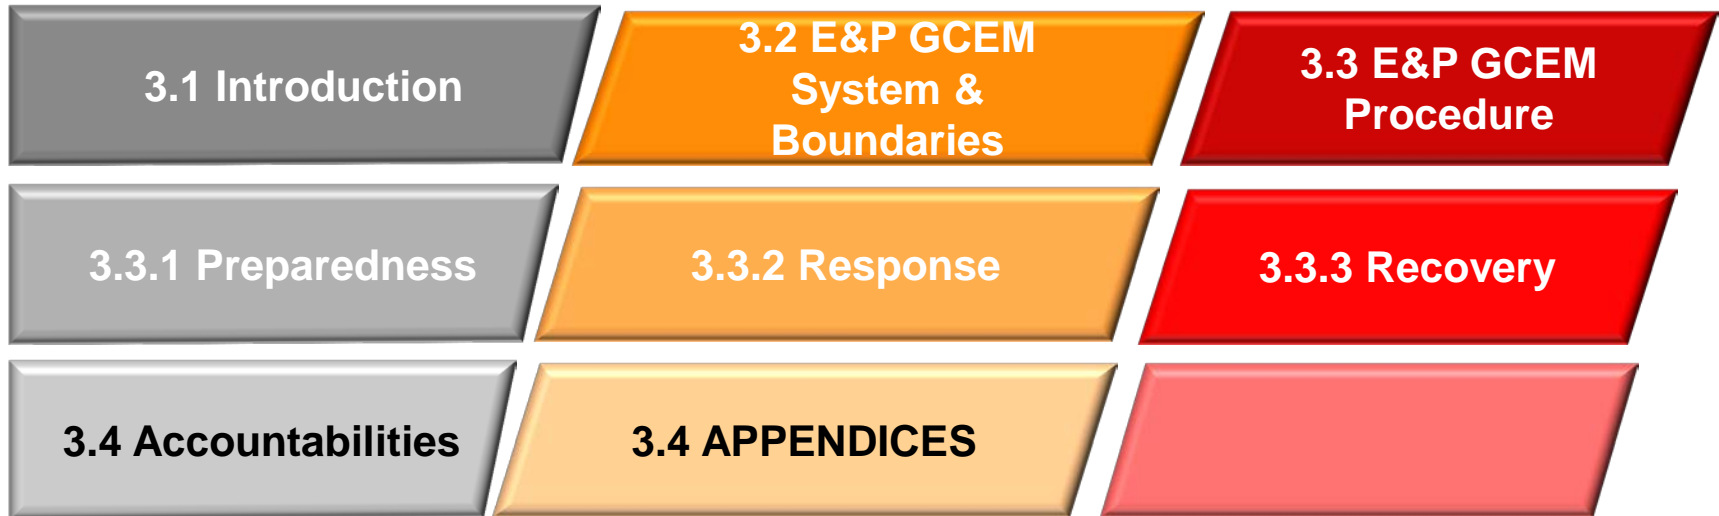 3.1 Introduction
3.2 E&P GCEM
System &
Boundaries
3.3 E&P GCEM
Procedure
3.3.1 Preparedness
3.3.2 Response
3.3.3 Recovery
3.4 Accountabilities
3.4 APPENDICES